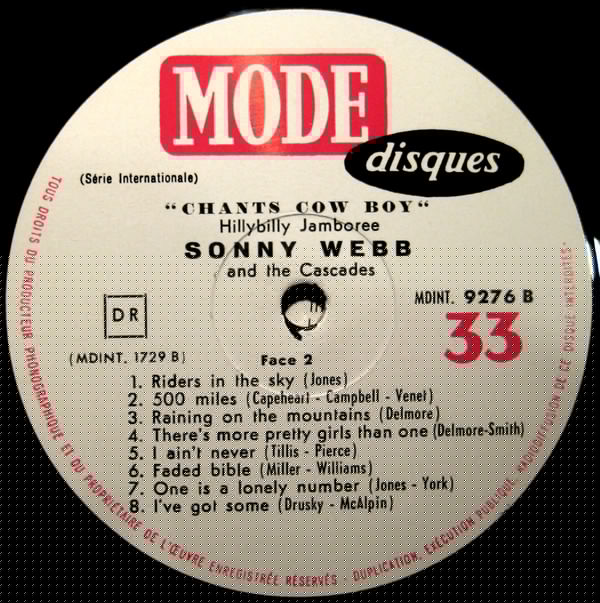 MODE
disques
(Série Internationale)
"CHANTS COW BOY"
Hillybilly Jamboree
SONNY WEBB
and the Cascades
DR
MDINT. 9276 B
33
(MDINT. 1729 B)
Face 2
1. Riders in the sky (Jones)
2. 500 miles (Capeheart - Campbell - Venet)
3. Raining on the mountains (Delmore)
4. There's more pretty girls than one (Delmore-Smith)
5. I ain't never (Tillis - Pierce)
6. Faded bible (Miller - Williams)
7. One is a lonely number (Jones - York)
8. I've got some (Drusky - McAlpin)
TOUS DROITS DU PRODUCTEUR PHONOGRAPHIQUE ET DU PROPRIÉTAIRE DE L'ŒUVRE ENREGISTRÉE RÉSERVÉS - DUPLICATION, EXÉCUTION PUBLIQUE, RADIODIFFUSION DE CE DISQUE INTERDITES.